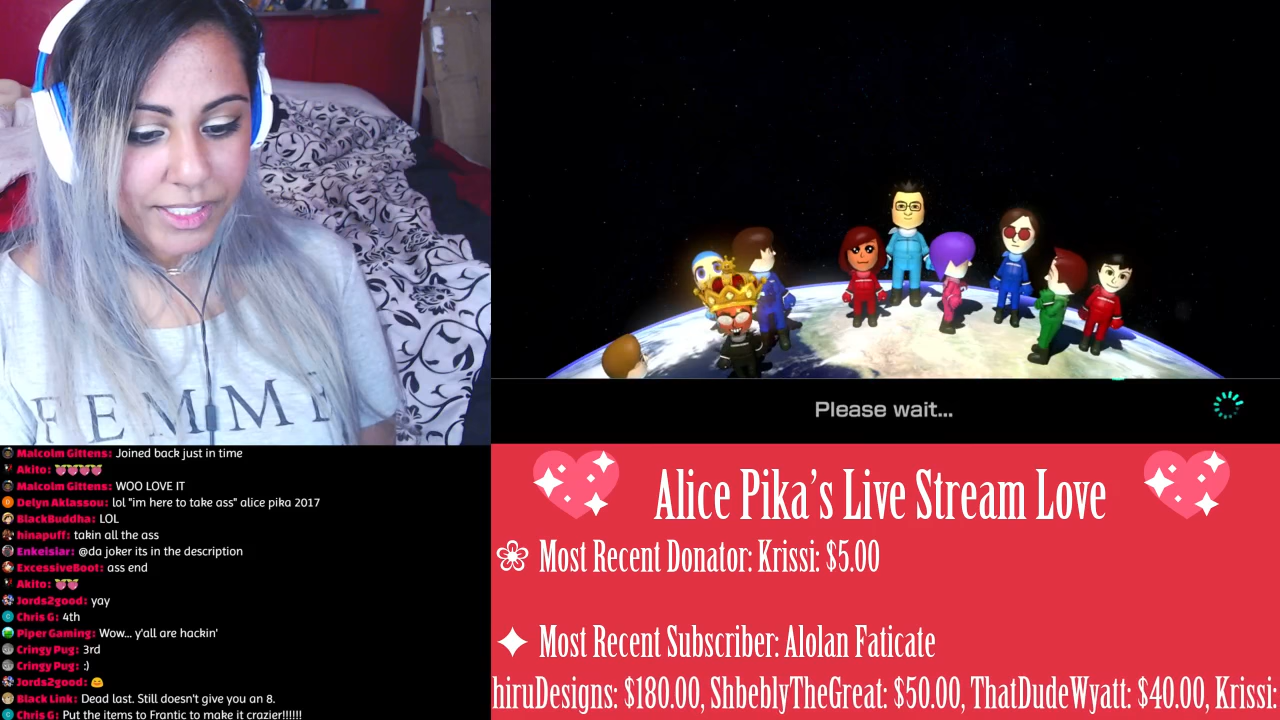 FEMME
Please wait...
Malcolm Gittens: Joined back just in time
Akito: 🍑🍑🍑🍑
Malcolm Gittens: WOO LOVE IT
Delyn Aklassou: lol "im here to take ass" alice pika 2017
BlackBuddha: LOL
hinapuff: takin all the ass
Enkeisiar: @da joker its in the description
ExcessiveBoot: ass end
Akito: 🍑🍑
Jords2good: yay
Chris G: 4th
Piper Gaming: Wow... y'all are hackin'
Cringy Pug: 3rd
Cringy Pug: :)
Jords2good: 😊
Black Link: Dead last. Still doesn't give you an 8.
Chris G: Put the items to Frantic to make it crazier!!!!!!
Alice Pika's Live Stream Love
Most Recent Donator: Krissi: $5.00
Most Recent Subscriber: Alolan Faticate
hiruDesigns: $180.00, ShbeblyTheGreat: $50.00, ThatDudeWyatt: $40.00, Krissi: